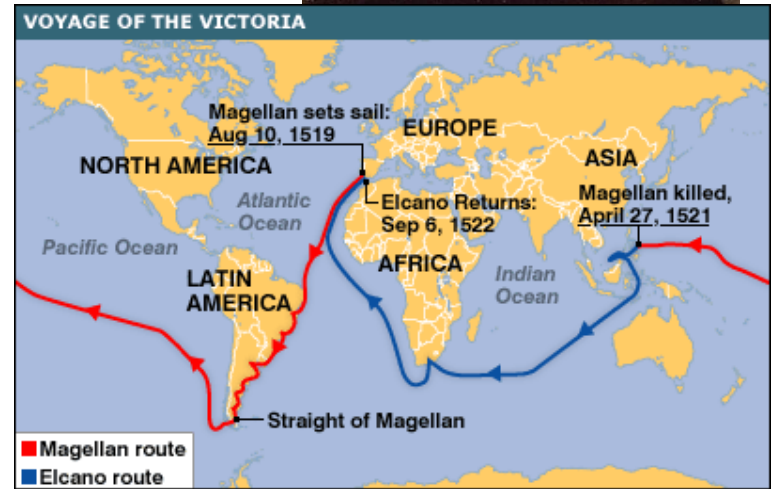 VOYAGE OF THE VICTORIA
Magellan sets sail:
Aug 10, 1519
EUROPE
NORTH AMERICA
ASIA
Atlantic
Ocean
Elcano Returns:
Sep 6, 1522
Magellan killed,
April 27, 1521
Pacific Ocean
AFRICA
LATIN
AMERICA
Indian
Ocean
Straight of Magellan
Magellan route
Elcano route